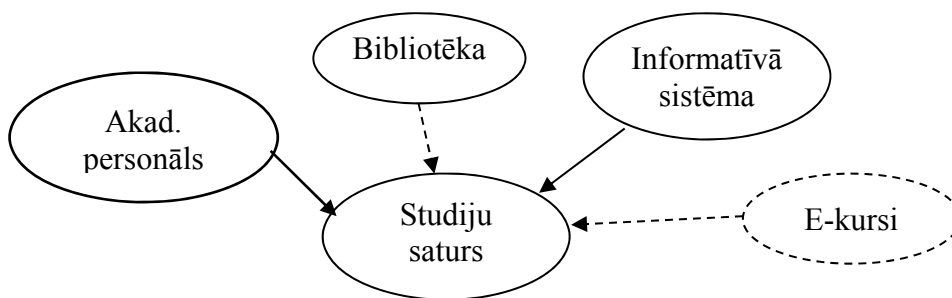 Bibliotēka
Informatīvā
sistēma
Akad.
personāls
Studiju
saturs
E-kursi